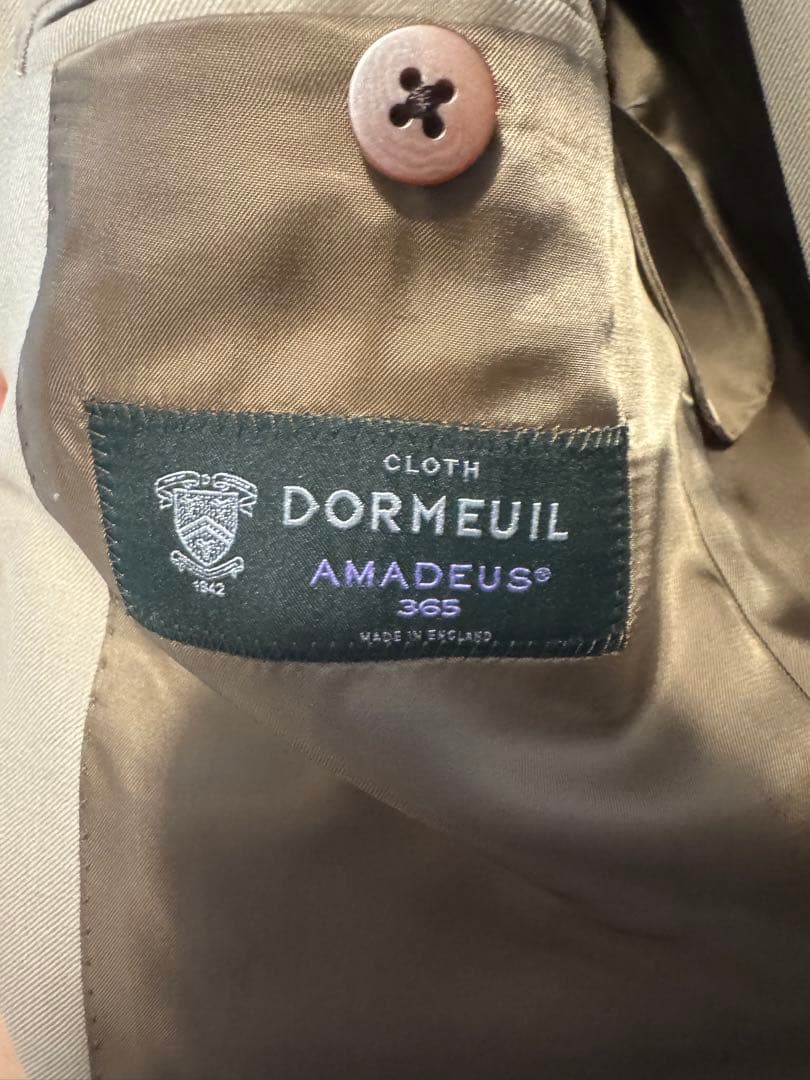 CLOTH
DORMEUIL
AMADEUS®
365
1842
MADE IN ENGLAND